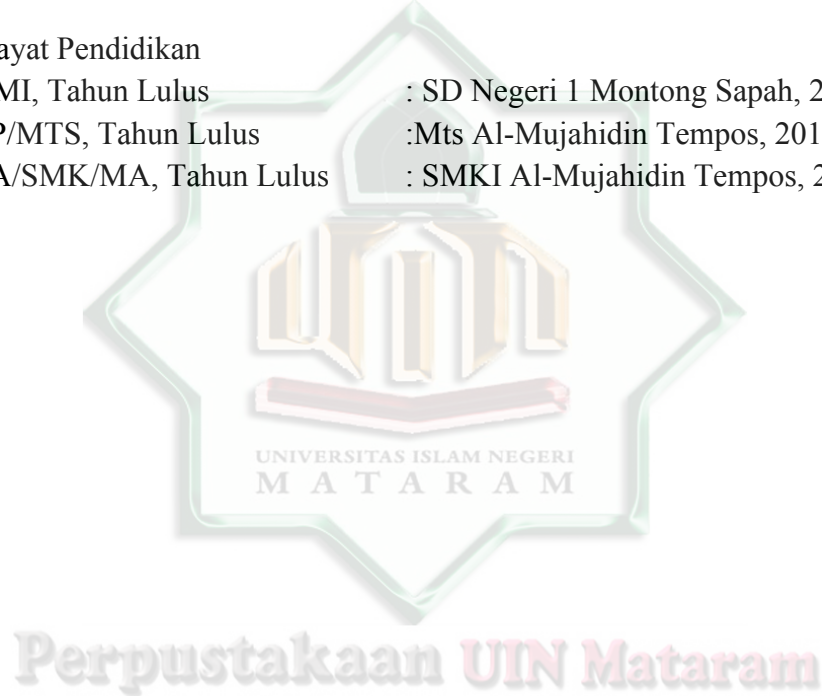 ayat Pendidikan
MI, Tahun Lulus : SD Negeri 1 Montong Sapah, 2
P/MTS, Tahun Lulus :Mts Al-Mujahidin Tempos, 201
A/SMK/MA, Tahun Lulus : SMKI Al-Mujahidin Tempos, 2
UNIVERSITAS ISLAM NEGERI
MATARAM
Perpustakaan UIN Mataram